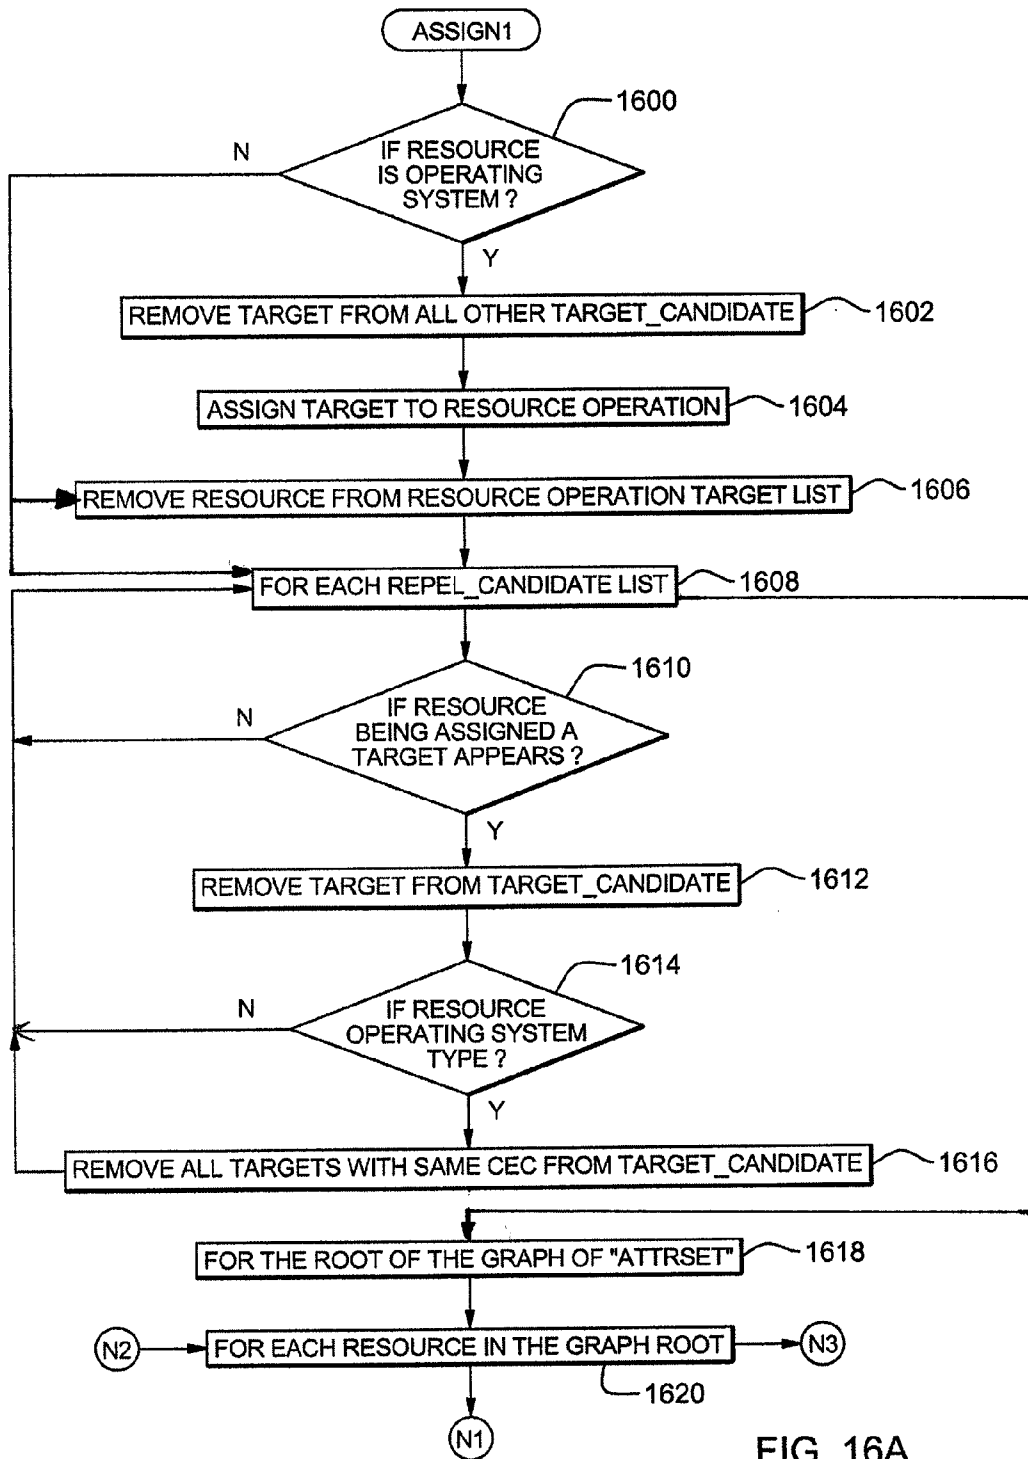 ASSIGN1
1600
IF RESOURCE
IS OPERATING
SYSTEM ?
N
Y
REMOVE TARGET FROM ALL OTHER TARGET_CANDIDATE
1602
ASSIGN TARGET TO RESOURCE OPERATION
1604
REMOVE RESOURCE FROM RESOURCE OPERATION TARGET LIST
1606
FOR EACH REPEL_CANDIDATE LIST
1608
1610
IF RESOURCE
BEING ASSIGNED A
TARGET APPEARS ?
N
Y
REMOVE TARGET FROM TARGET_CANDIDATE
1612
1614
IF RESOURCE
OPERATING SYSTEM
TYPE ?
N
Y
REMOVE ALL TARGETS WITH SAME CEC FROM TARGET_CANDIDATE
1616
FOR THE ROOT OF THE GRAPH OF "ATTRSET"
1618
N2
FOR EACH RESOURCE IN THE GRAPH ROOT
N3
1620
N1
FIG. 16A